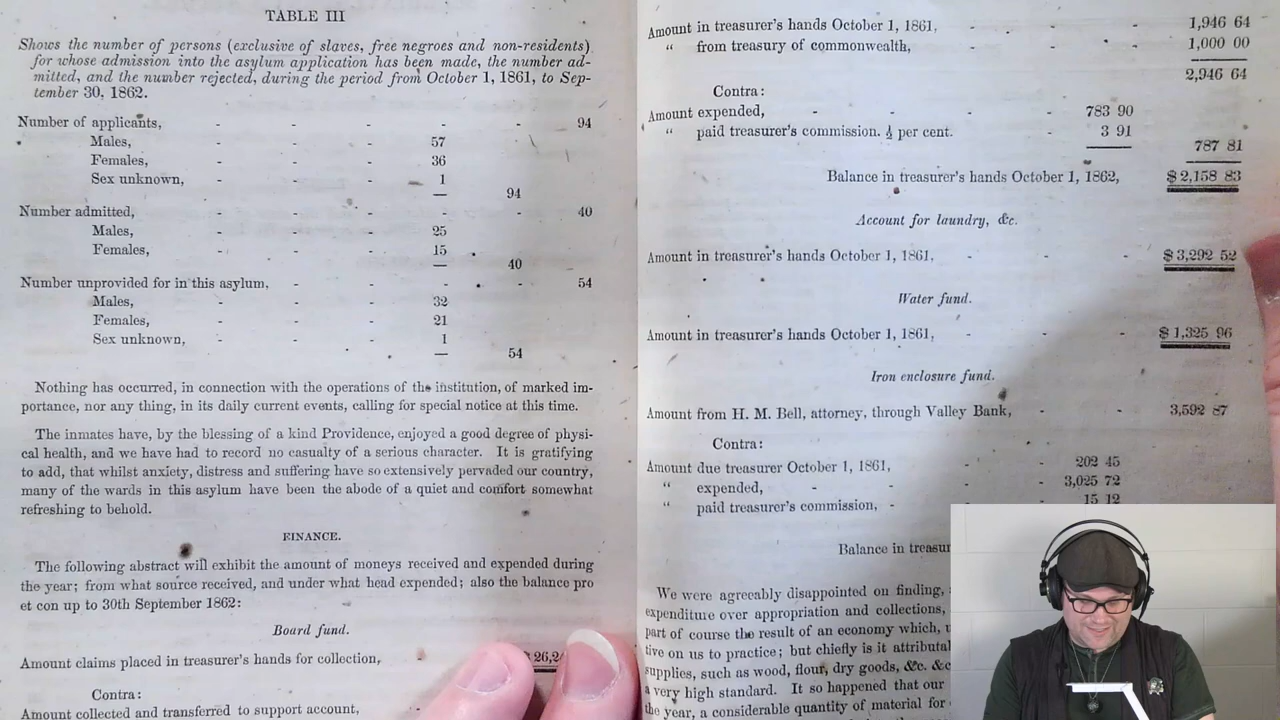 TABLE III
Shows the number of persons (exclusive of slaves, free negroes and non-residents)
for whose admission into the asylum application has been made, the number ad-
mitted, and the number rejected, during the period from October 1, 1861, to Sep-
tember 30, 1862.
Number of applicants, - - - - 94
Males, - - - 57
Females, - - - 36
Sex unknown, - - - 1
94
Number admitted, - - - - 40
Males, - - - 25
Females, - - - 15
40
Number unprovided for in this asylum, - - - - 54
Males, - - - 32
Females, - - - 21
Sex unknown, - - - 1
54
Nothing has occurred, in connection with the operations of the institution, of marked im-
portance, nor any thing, in its daily current events, calling for special notice at this time.
The inmates have, by the blessing of a kind Providence, enjoyed a good degree of physi-
cal health, and we have had to record no casualty of a serious character. It is gratifying
to add, that whilst anxiety, distress and suffering have so extensively pervaded our country,
many of the wards in this asylum have been the abode of a quiet and comfort somewhat
refreshing to behold.
FINANCE.
The following abstract will exhibit the amount of moneys received and expended during
the year; from what source received, and under what head expended; also the balance pro
et con up to 30th September 1862:
Board fund.
Amount claims placed in treasurer's hands for collection, -
Contra:
Amount collected and transferred to support account,
Amount in treasurer's hands October 1, 1861, - - - 1,946 64
" from treasury of commonwealth, - - - 1,000 00
2,946 64
Contra:
Amount expended, - - - - 783 90
" paid treasurer's commission. ½ per cent. - 3 91
787 81
Balance in treasurer's hands October 1, 1862, $ 2,158 83
Account for laundry, &c.
Amount in treasurer's hands October 1, 1861, - - - $ 3,292 52
Water fund.
Amount in treasurer's hands October 1, 1861, - - - $ 1,325 96
Iron enclosure fund.
Amount from H. M. Bell, attorney, through Valley Bank, - - 3,592 87
Contra:
Amount due treasurer October 1, 1861, - - 202 45
" expended, - - - - 3,025 72
" paid treasurer's commission, - 15 12
Balance in
We were agreeably disappointed on finding,
expenditure over appropriation and collections,
part of course the result of an economy which,
tive on us to practice; but chiefly is it
supplies, such as wood, flour, dry goods, &c.
a very high standard. It so happened that our
the year, a considerable quantity of material for